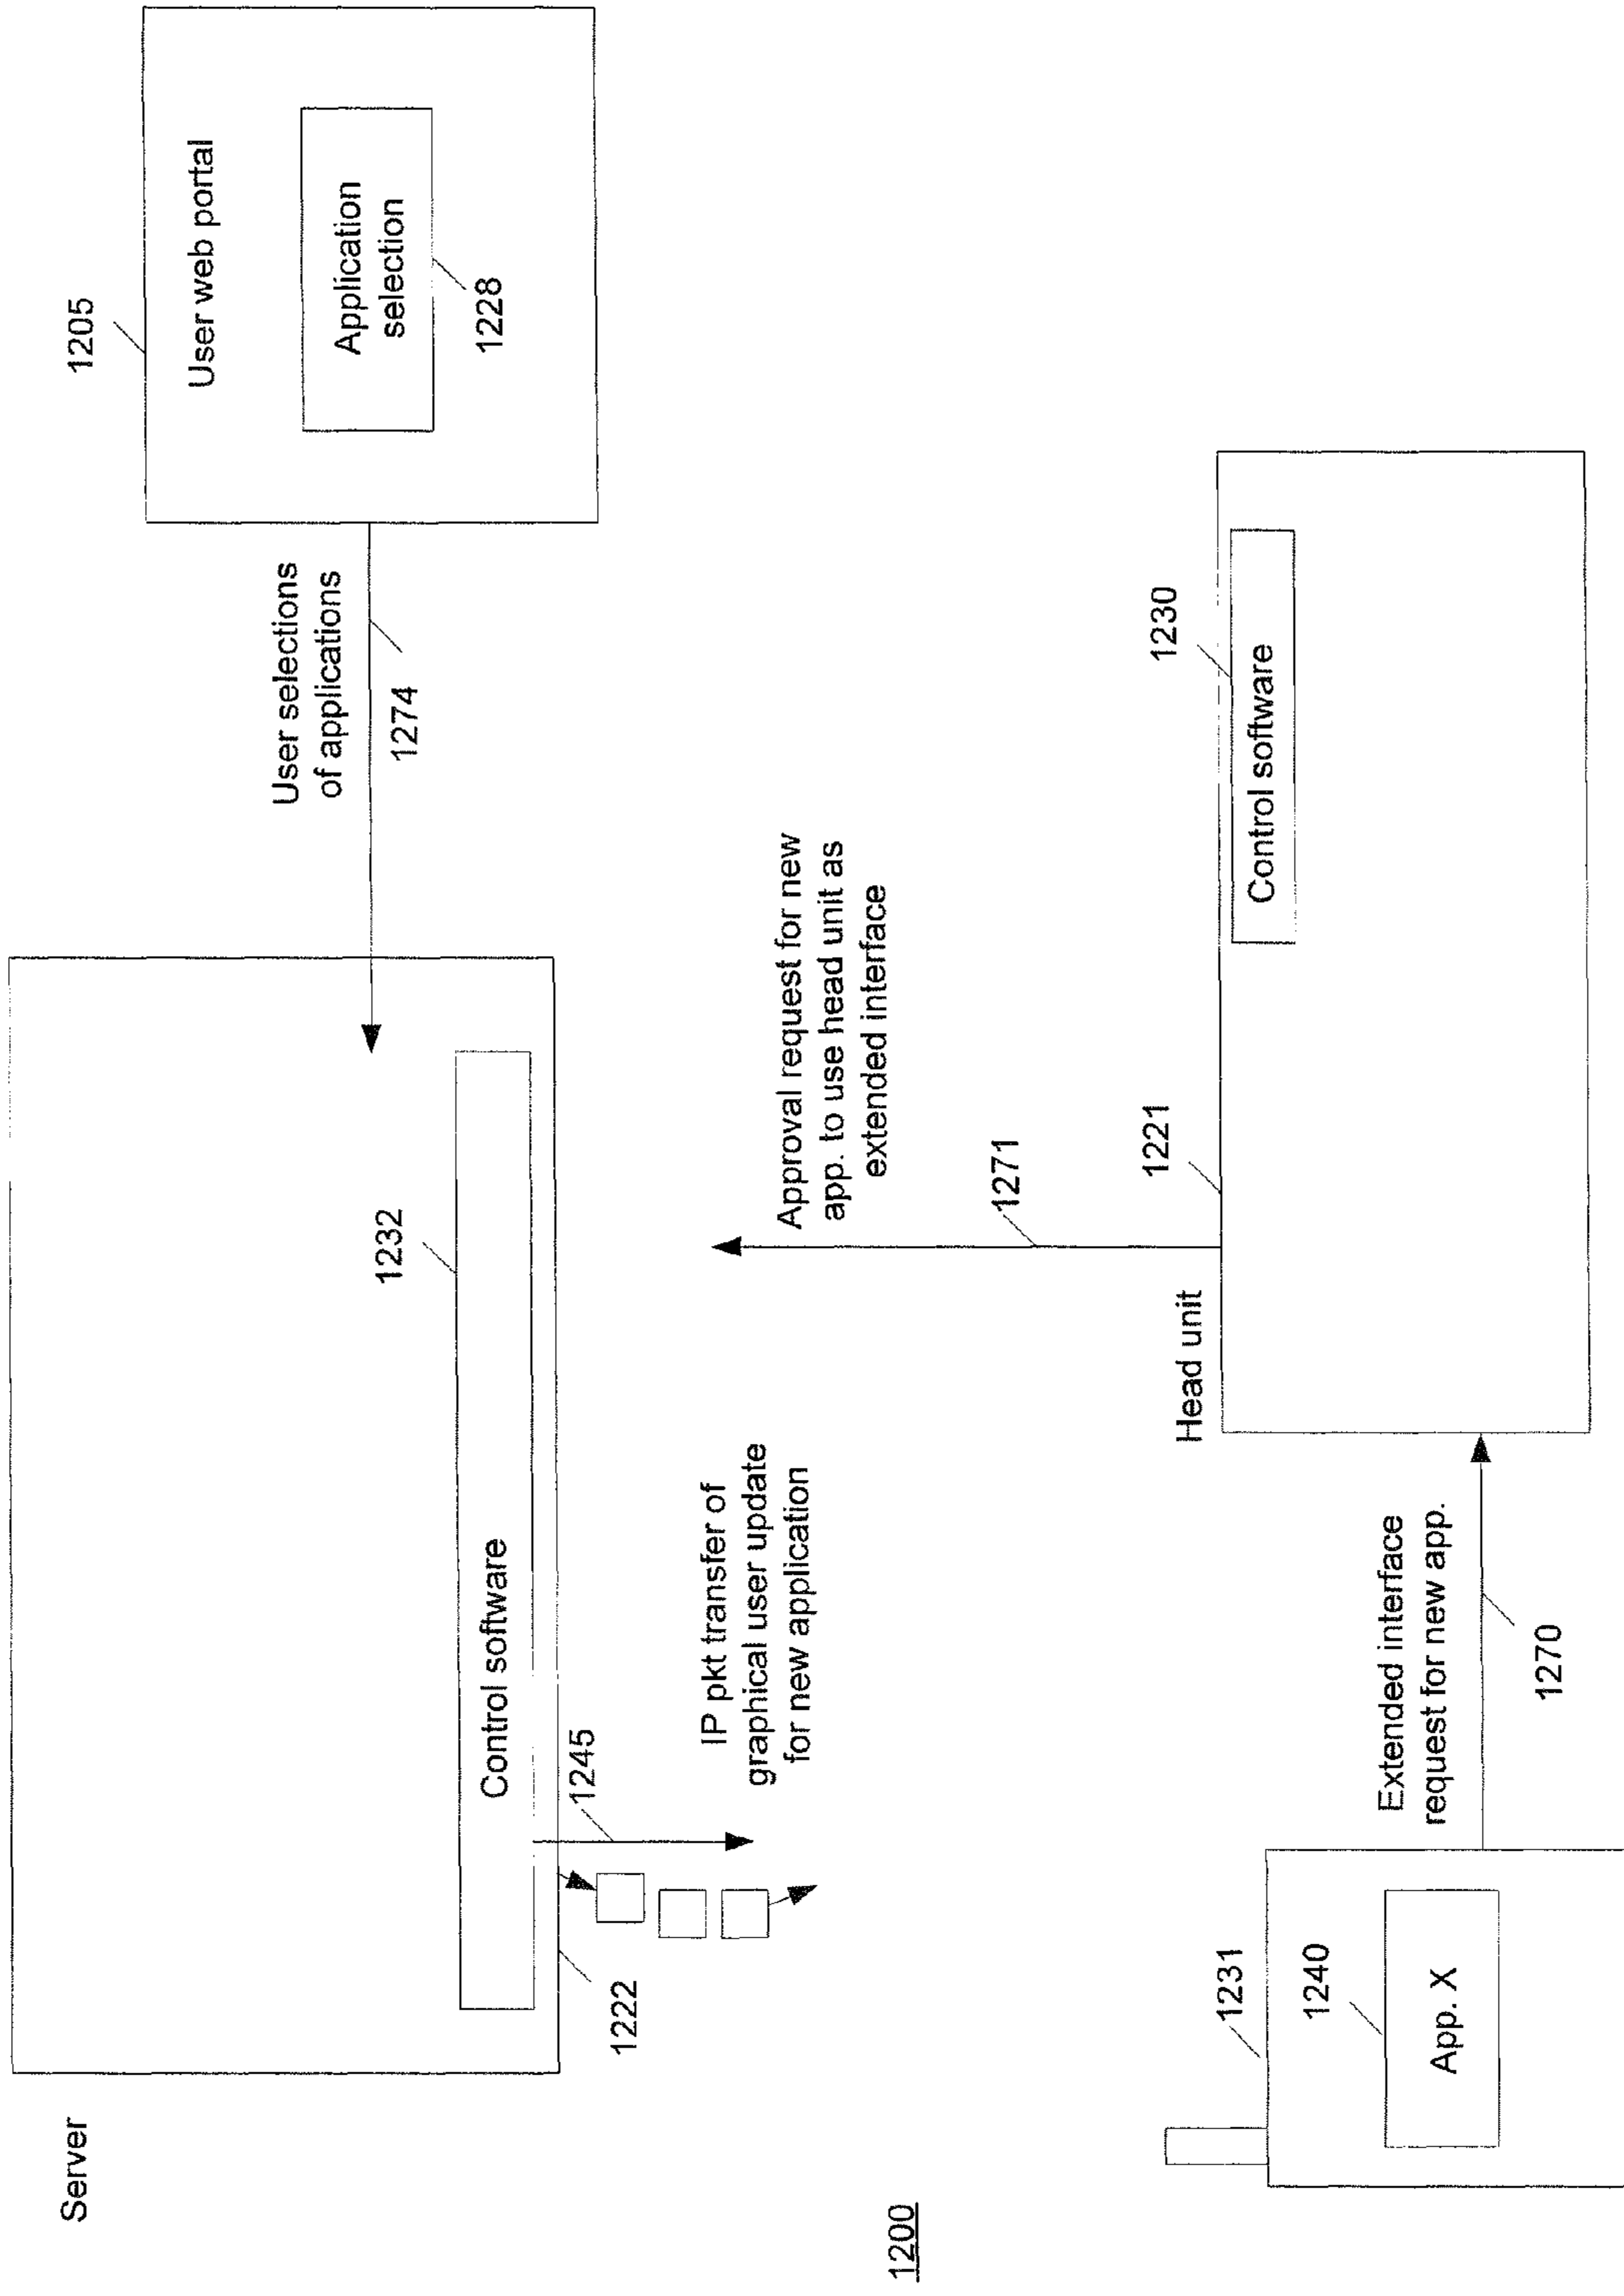 Server
1232
Control software
1222
1245
IP pkt transfer of
graphical user update
for new application
User selections
of applications
1274
1205
User web portal
Application
selection
1228
Approval request for new
app. to use head unit as
extended interface
1271
1200
1231
1240
App. X
Extended interface
request for new app.
1270
Head unit
1221
1230
Control software